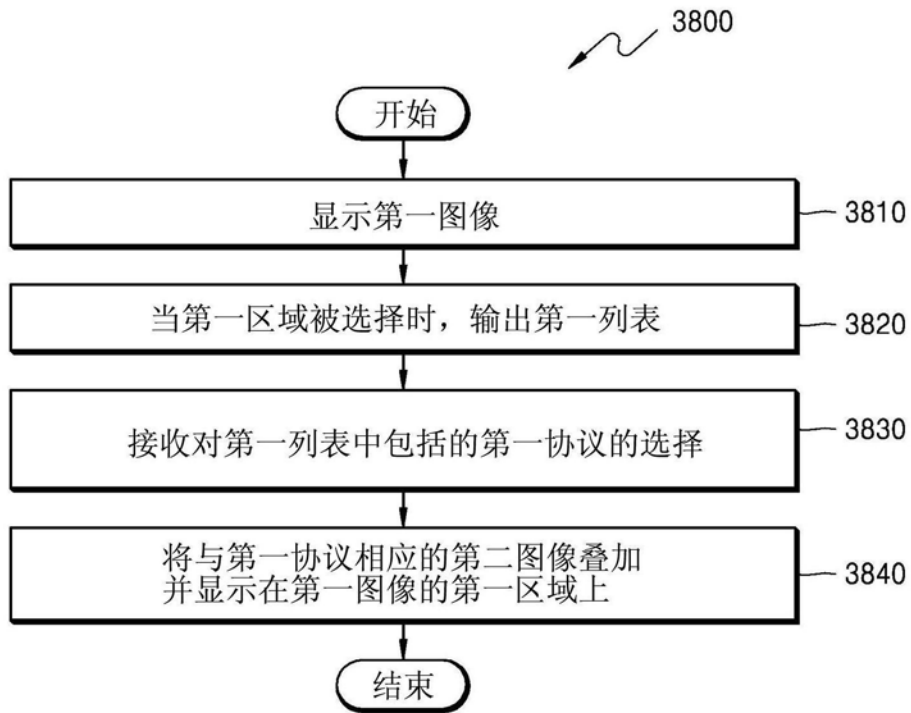 3800
开始
显示第一图像
3810
当第一区域被选择时，输出第一列表
3820
接收对第一列表中包括的第一协议的选择
3830
将与第一协议相应的第二图像叠加
并显示在第一图像的第一区域上
3840
结束